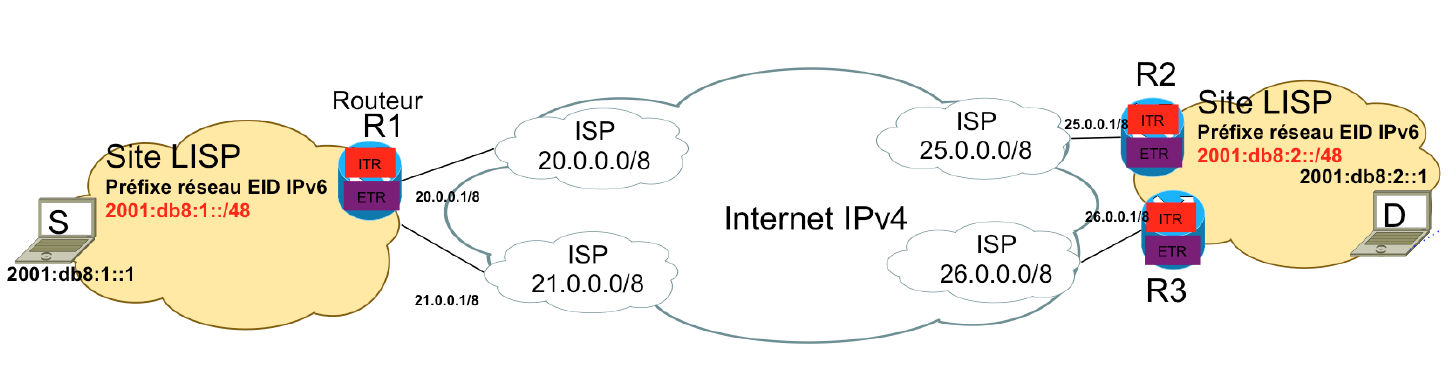 Routeur
R1
ITR
ETR
Site LISP
Préfixe réseau EID IPv6
2001:db8:1::/48
S
2001:db8:1::1
20.0.0.1/8
21.0.0.1/8
ISP
20.0.0.0/8
ISP
21.0.0.0/8
Internet IPv4
ISP
25.0.0.0/8
ISP
26.0.0.0/8
25.0.0.1/8
26.0.0.1/8
R2
ITR
ETR
ITR
ETR
R3
Site LISP
Préfixe réseau EID IPv6
2001:db8:2::/48
2001:db8:2::1
D